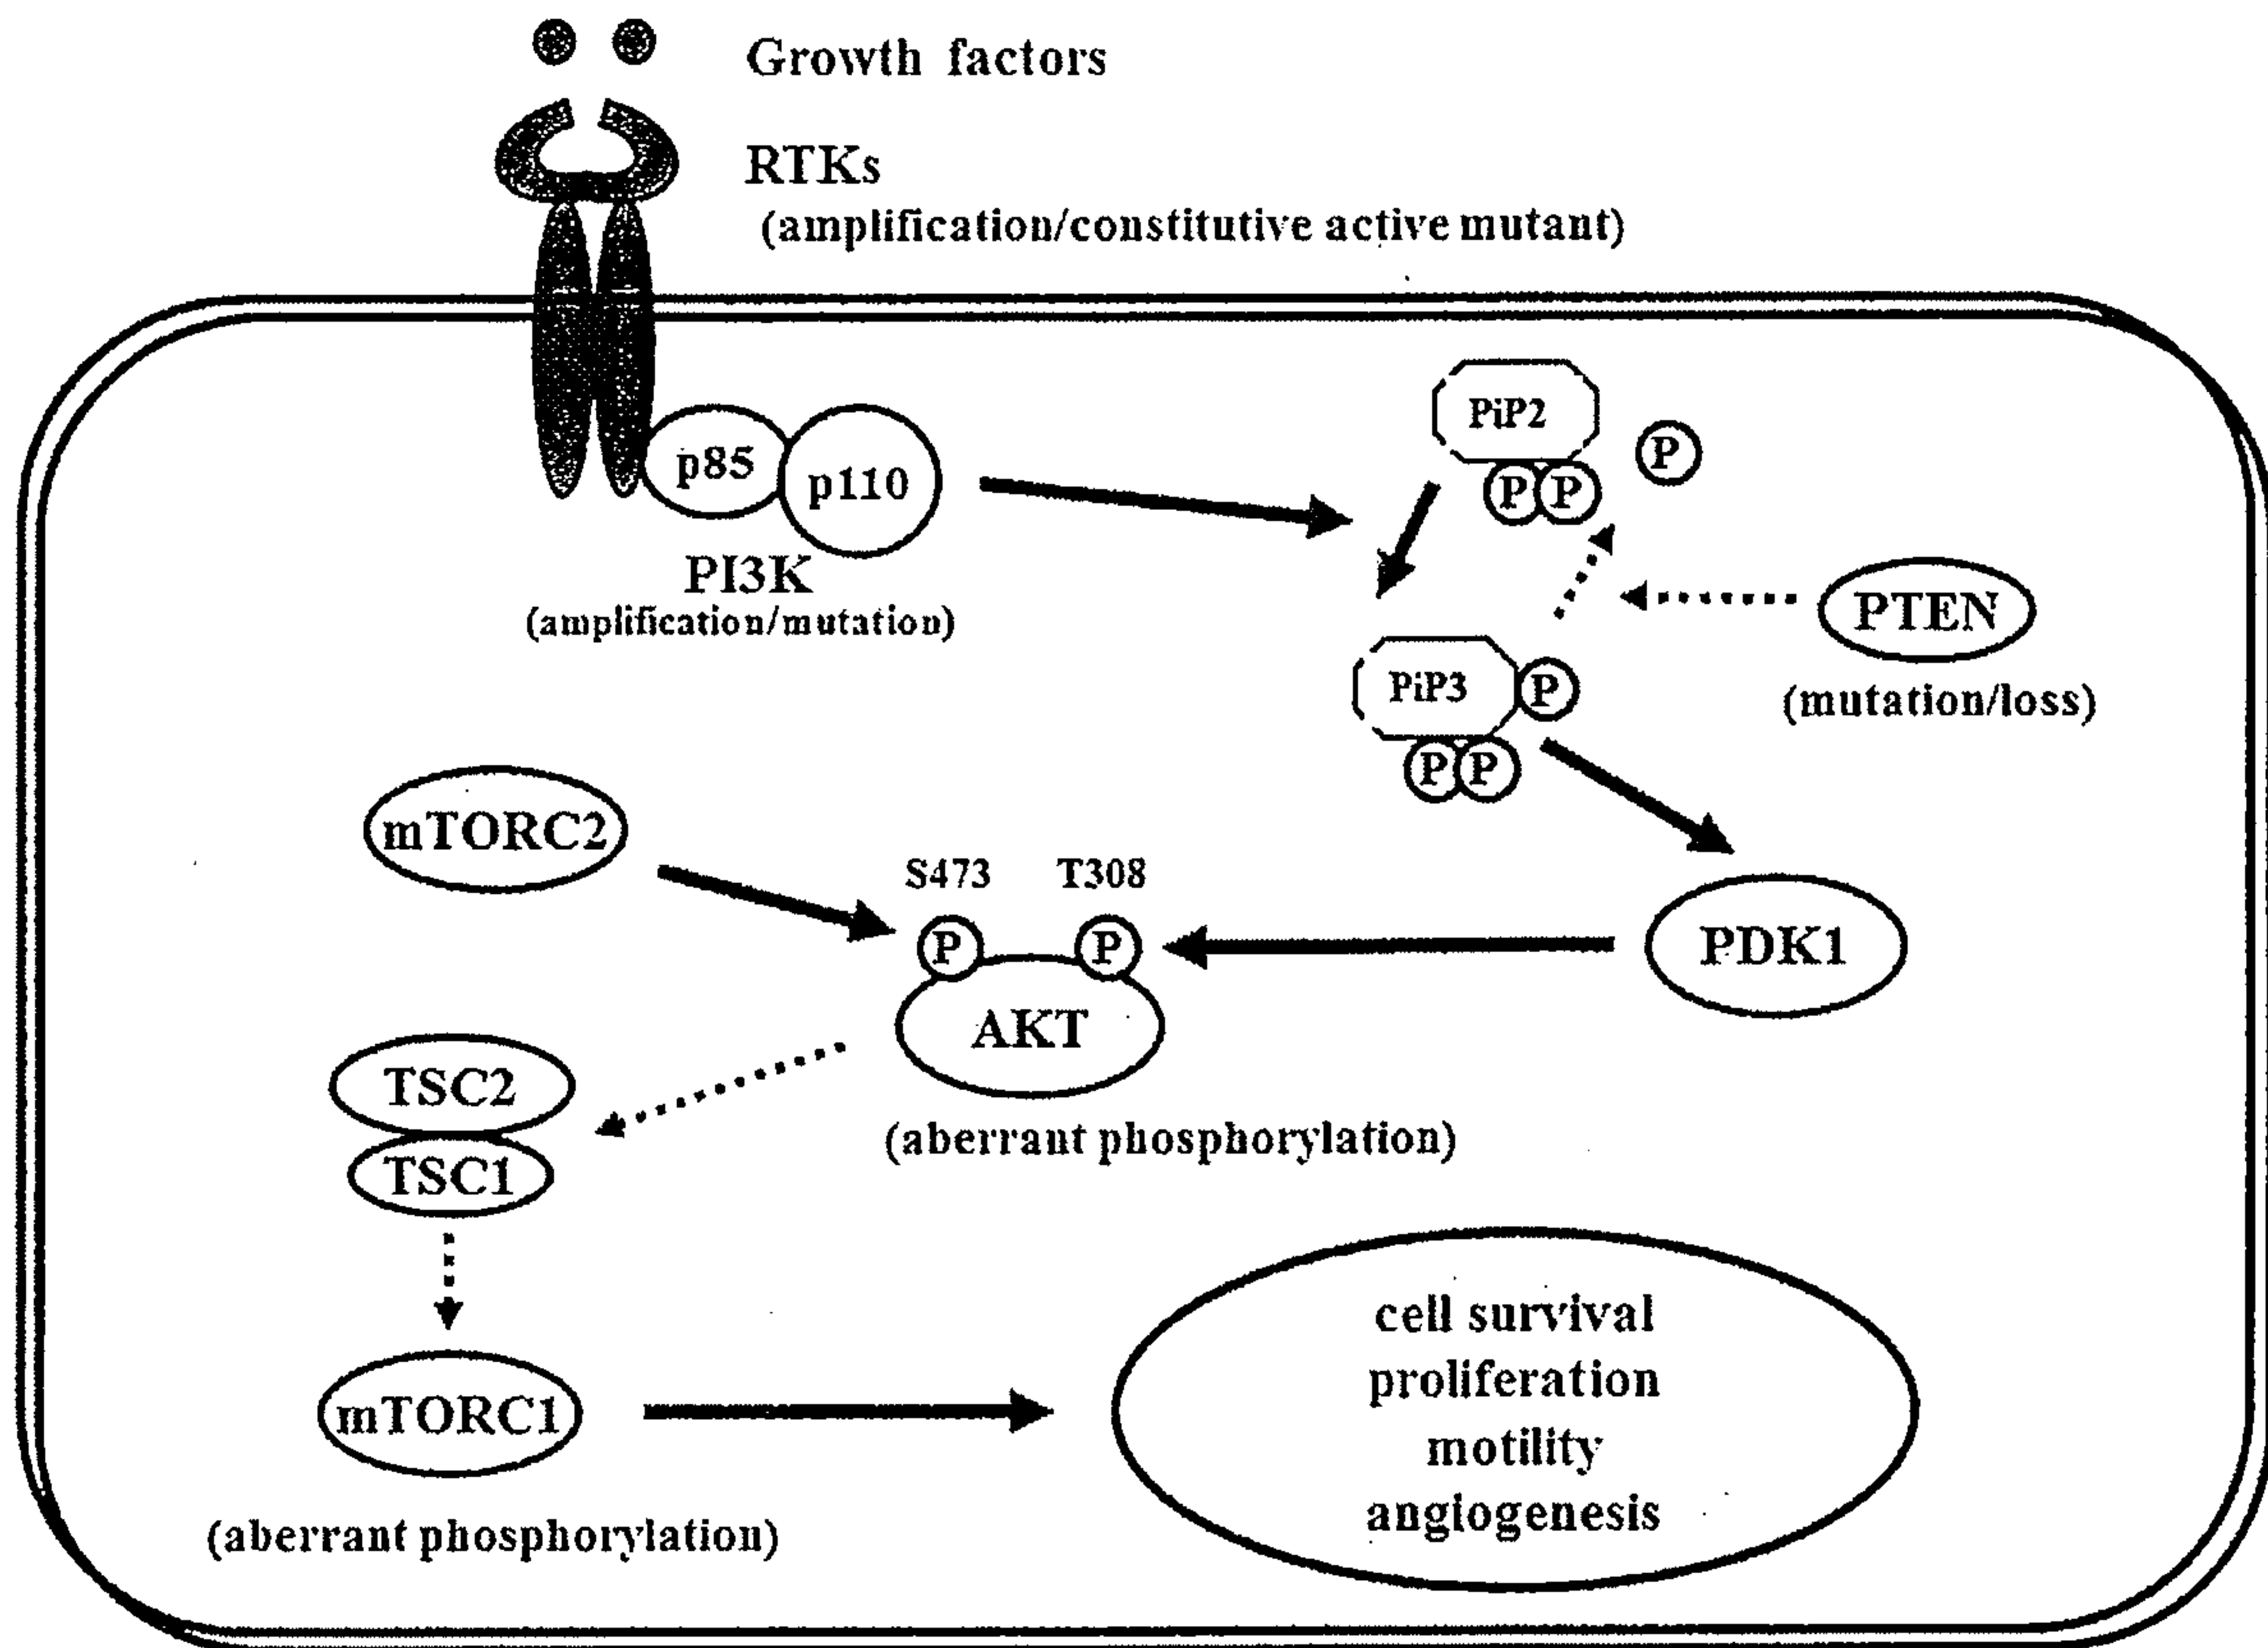 Growth factors
RTKs
(amplification/constitutive active mutant)
PiP2
P
P P
p85
p110
PI3K
(amplification/mutation)
PTEN
(mutation/loss)
PiP3
P
P P
mTORC2
S473 T308
P P
AKT
(aberrant phosphorylation)
PDK1
TSC2
TSC1
mTORC1
(aberrant phosphorylation)
cell survival
proliferation
motility
angiogenesis